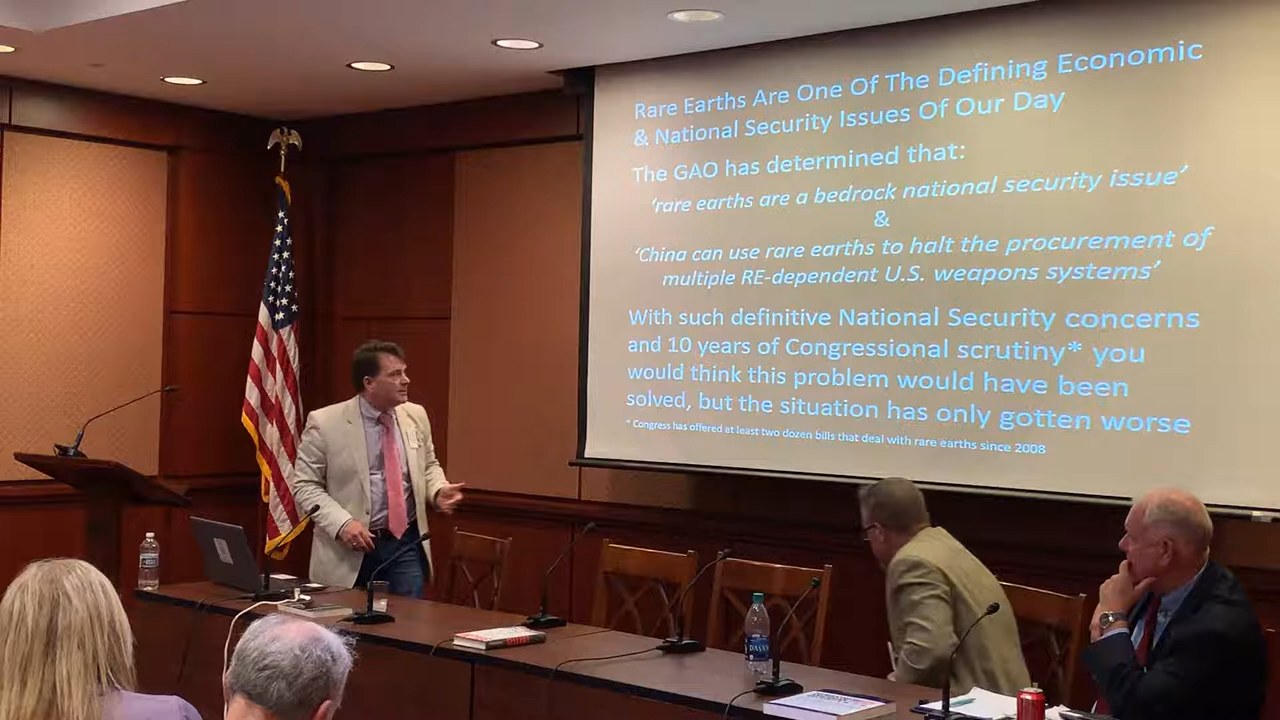 Rare Earths Are One Of The Defining Economic
& National Security Issues Of Our Day
The GAO has determined that:
‘rare earths are a bedrock national security issue’
&
‘China can use rare earths to halt the procurement of
multiple RE-dependent U.S. weapons systems’
With such definitive National Security concerns
and 10 years of Congressional scrutiny* you
would think this problem would have been
solved, but the situation has only gotten worse
* Congress has offered at least two dozen bills that deal with rare earths since 2008
DASANI